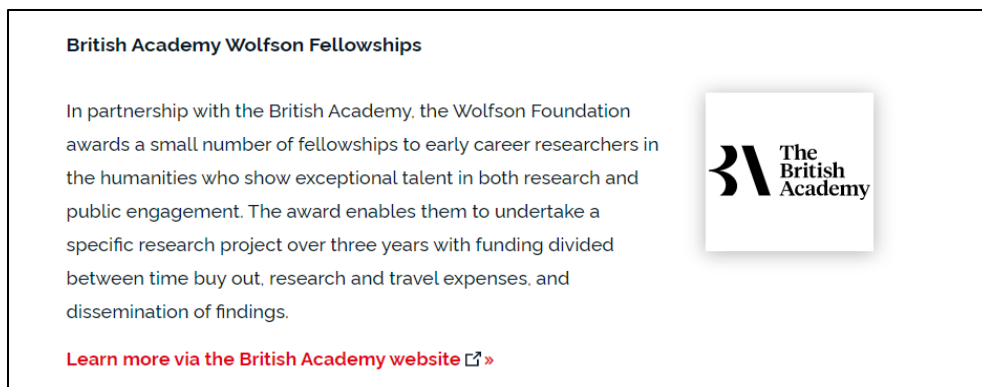 British Academy Wolfson Fellowships
In partnership with the British Academy, the Wolfson Foundation
awards a small number of fellowships to early career researchers in
the humanities who show exceptional talent in both research and
public engagement. The award enables them to undertake a
specific research project over three years with funding divided
between time buy out, research and travel expenses, and
dissemination of findings.
Learn more via the British Academy website »
BA The
British
Academy